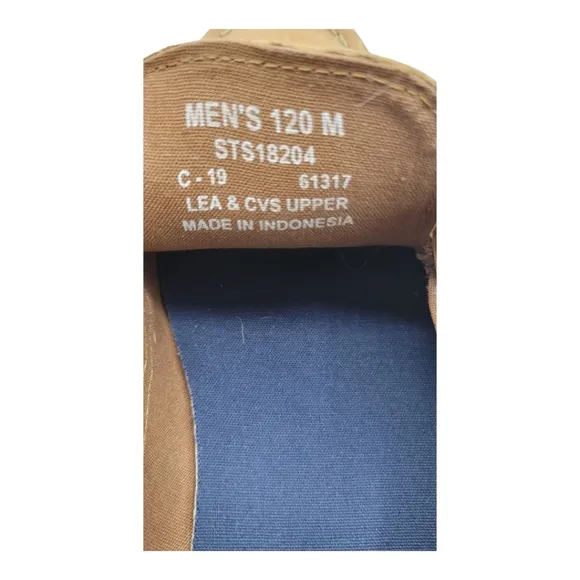 MEN'S 120 M
STS18204
C - 19 61317
LEA & CVS UPPER
MADE IN INDONESIA